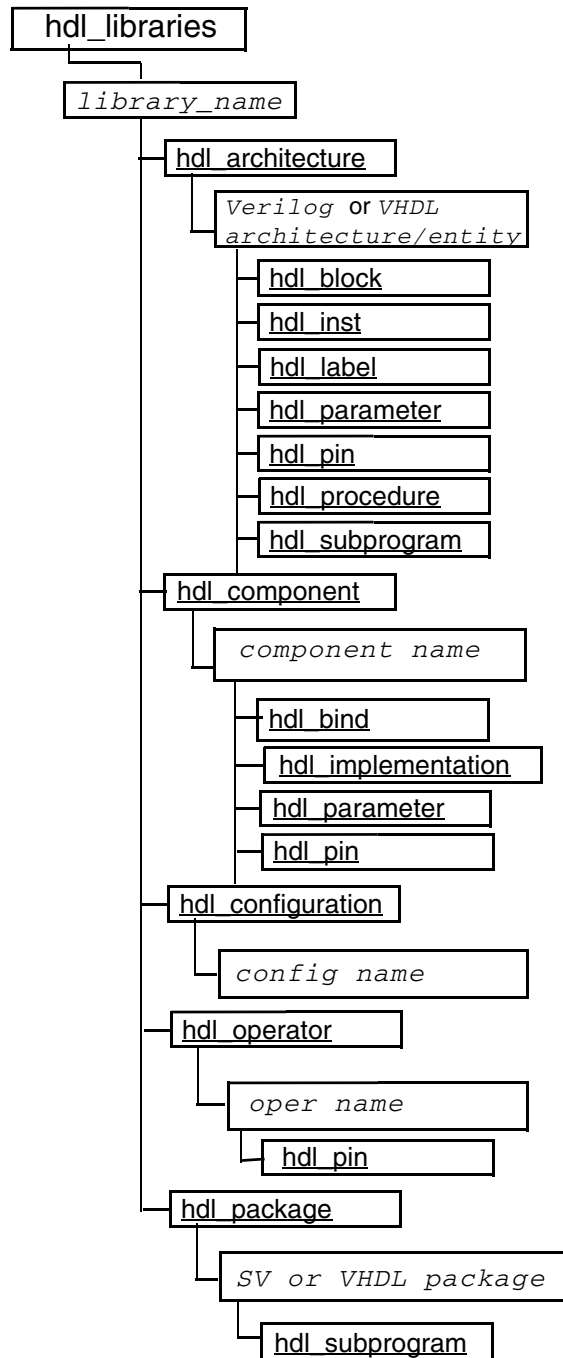 hdl_libraries
library_name
hdl_architecture
Verilog or VHDL
architecture/entity
hdl_block
hdl_inst
hdl_label
hdl_parameter
hdl_pin
hdl_procedure
hdl_subprogram
hdl_component
component name
hdl_bind
hdl_implementation
hdl_parameter
hdl_pin
hdl_configuration
config name
hdl_operator
oper name
hdl_pin
hdl_package
SV or VHDL package
hdl_subprogram